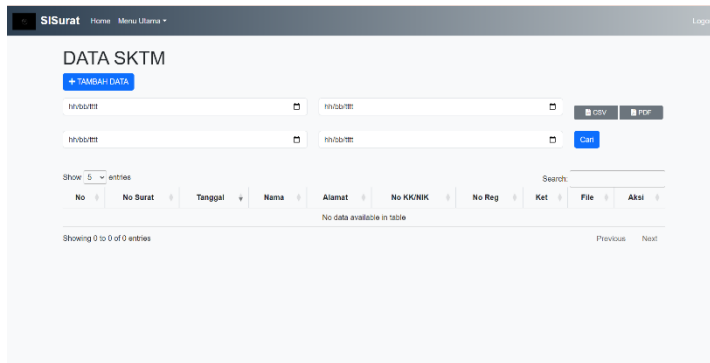 SISurat Home Menu Utama
DATA SKTM
+ TAMBAH DATA
hh/bb/tttt hh/bb/tttt CSV PDF
hh/bb/tttt hh/bb/tttt Cari
Show 5 entries Search:
No No Surat Tanggal Nama Alamat No KK/NIK No Reg Ket File Aksi
No data available in table
Showing 0 to 0 of 0 entries Previous Next